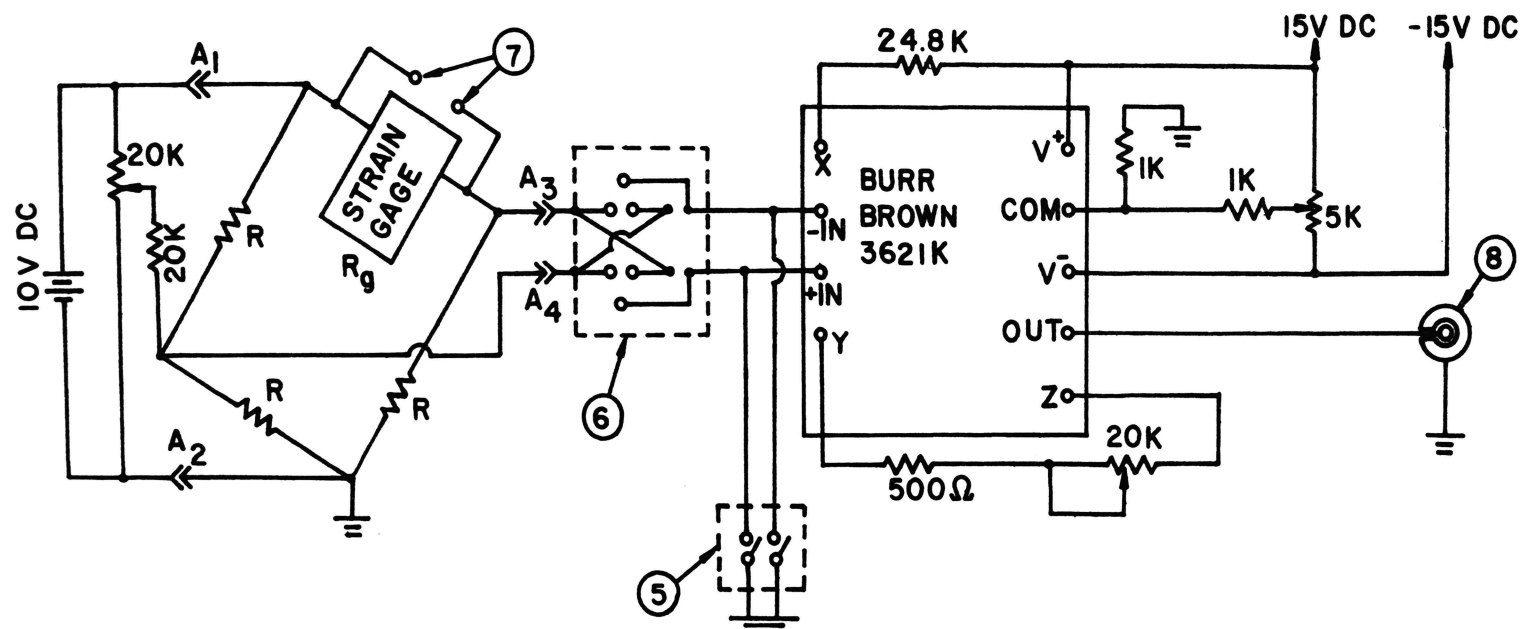 15V DC
-15V DC
A1
7
24.8K
20K
STRAIN
GAGE
Rg
R
20K
10V DC
A3
A4
6
X
BURR
BROWN
3621K
-IN
+IN
Y
V+
1K
COM
1K
5K
V-
OUT
8
Z
20K
500Ω
R
R
A2
5